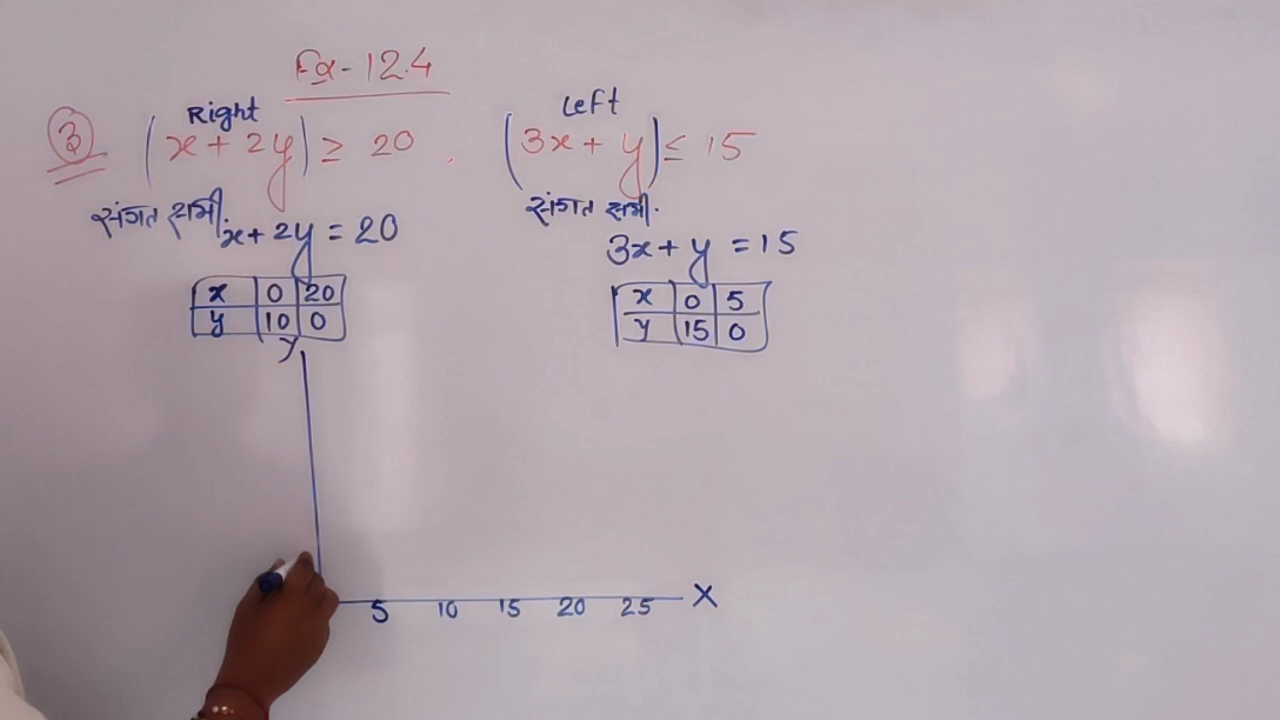 Ex - 12.4
Right Left
③ (x + 2y) ≥ 20 , (3x + y) ≤ 15
संगत समी. संगत समी.
x + 2y = 20 3x + y = 15
x 0 20 x 0 5
y 10 0 y 15 0
y
5 10 15 20 25 X